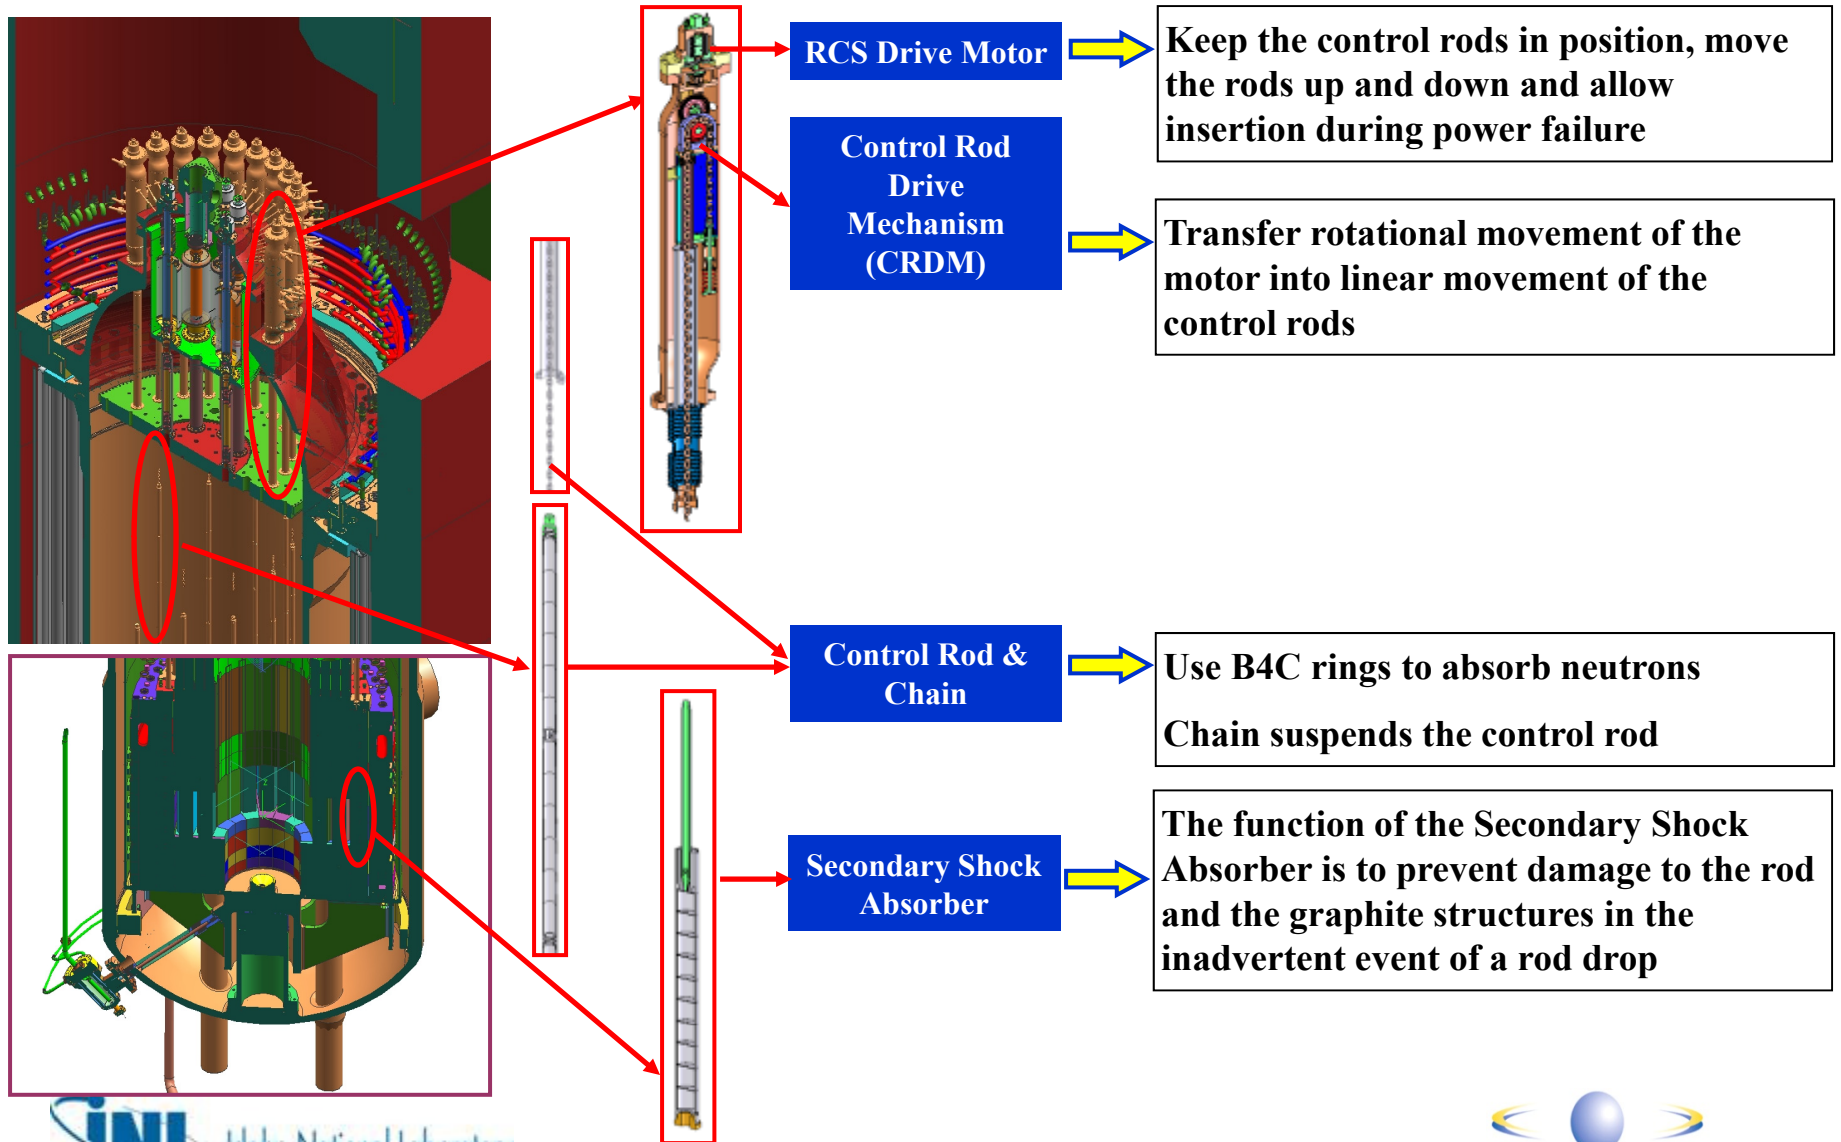 RCS Drive Motor
Keep the control rods in position, move
the rods up and down and allow
insertion during power failure
Control Rod
Drive
Mechanism
(CRDM)
Transfer rotational movement of the
motor into linear movement of the
control rods
Control Rod &
Chain
Use B4C rings to absorb neutrons
Chain suspends the control rod
Secondary Shock
Absorber
The function of the Secondary Shock
Absorber is to prevent damage to the rod
and the graphite structures in the
inadvertent event of a rod drop
INL Idaho National Laboratory